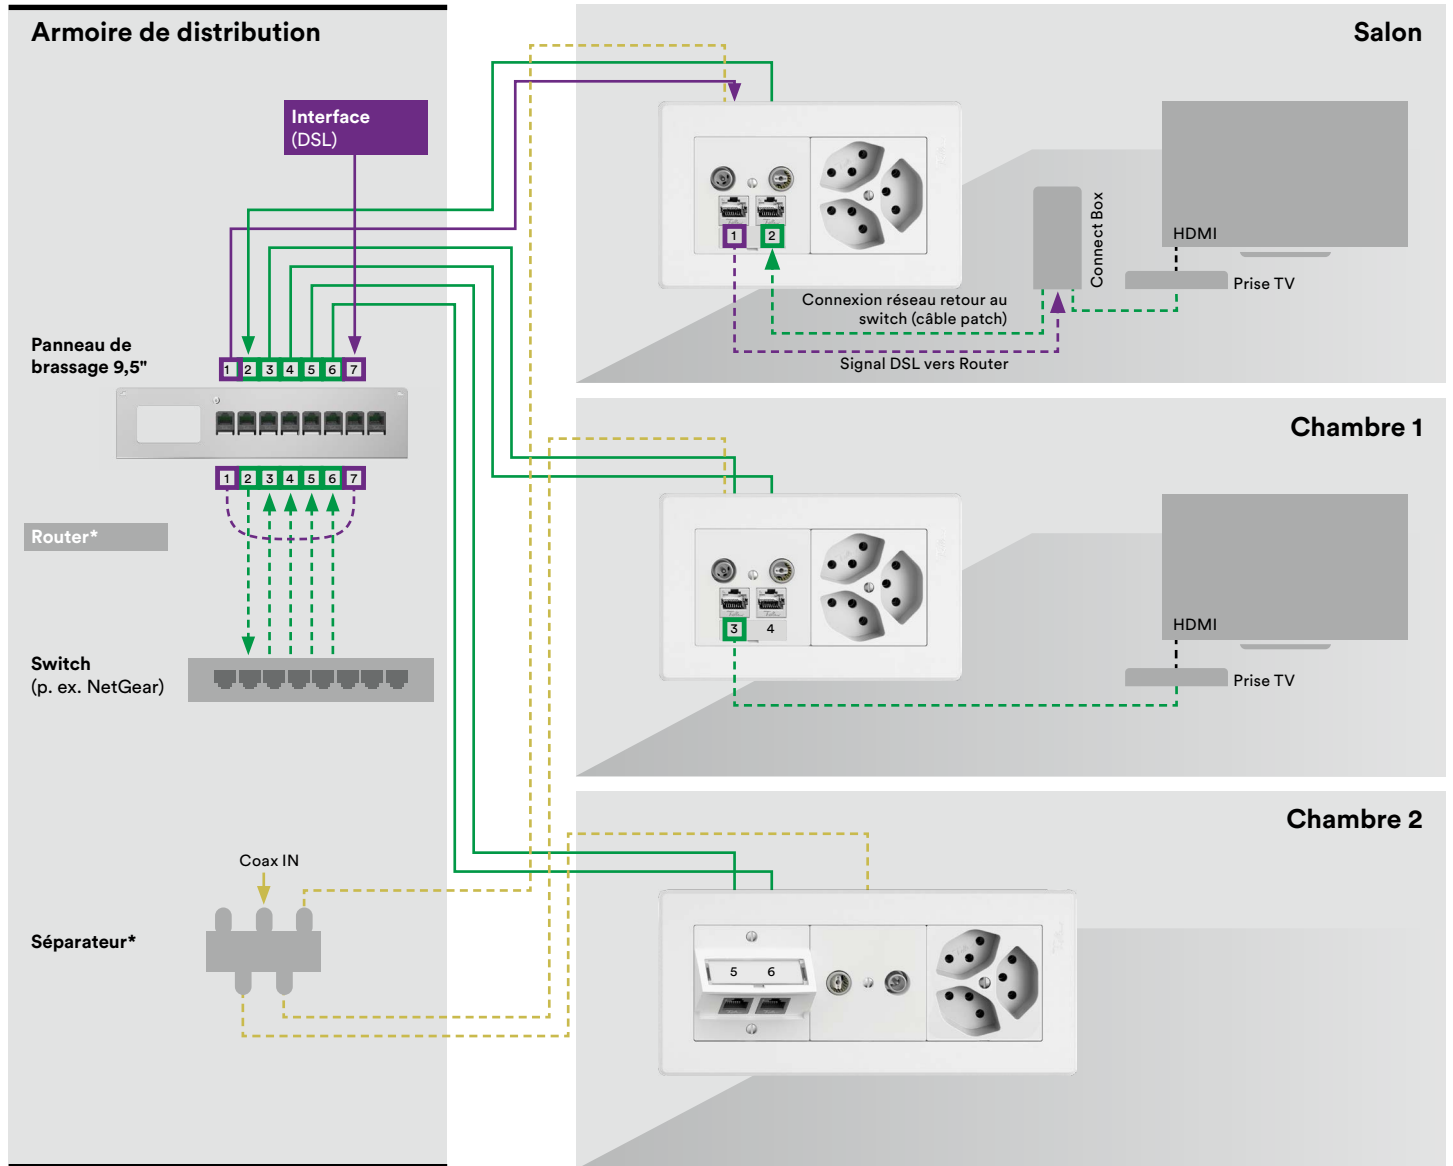 Armoire de distribution
Interface
(DSL)
Panneau de
brassage 9,5"
1 2 3 4 5 6 7
1 2 3 4 5 6 7
Router*
Switch
(p. ex. NetGear)
Coax IN
Séparateur*
Salon
1 2
Connect Box
HDMI
Prise TV
Connexion réseau retour au
switch (câble patch)
Signal DSL vers Router
Chambre 1
3 4
HDMI
Prise TV
Chambre 2
5 6